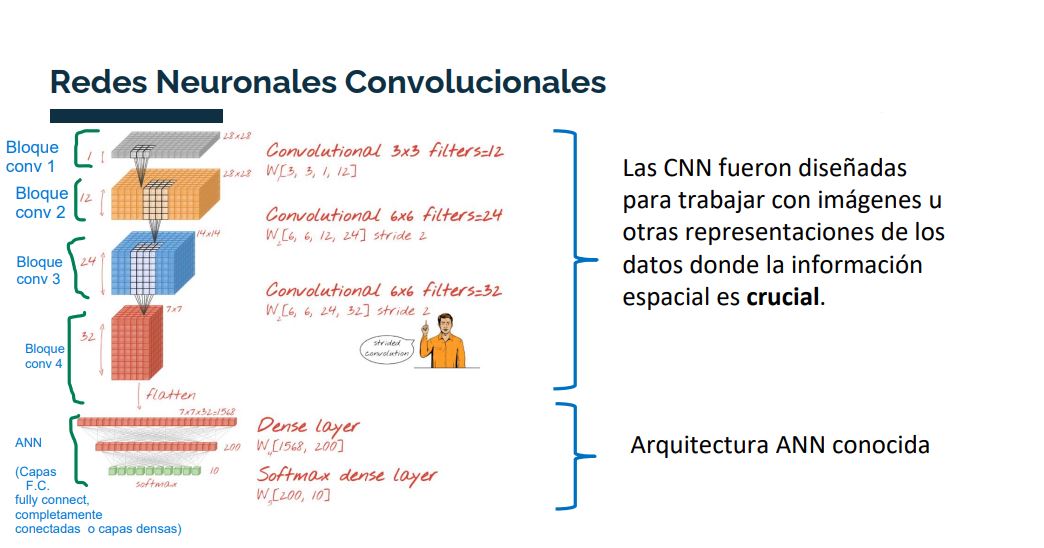 Redes Neuronales Convolucionales
Bloque
conv 1
1
28x28
Convolutional 3x3 filters=12
W[3, 3, 1, 12]
Bloque
conv 2
12
28x28
Convolutional 6x6 filters=24
W2[6, 6, 12, 24] stride 2
Bloque
conv 3
24
14x14
Convolutional 6x6 filters=32
W2[6, 6, 24, 32] stride 2
Bloque
conv 4
32
7x7
strided
convolution
flatten
7x7x32=1568
ANN
Dense layer
200
W4[1568, 200]
10
Softmax dense layer
softmax
W5[200, 10]
(Capas
F.C.
fully connect,
completamente
conectadas o capas densas)
Las CNN fueron diseñadas
para trabajar con imágenes u
otras representaciones de los
datos donde la información
espacial es crucial.
Arquitectura ANN conocida